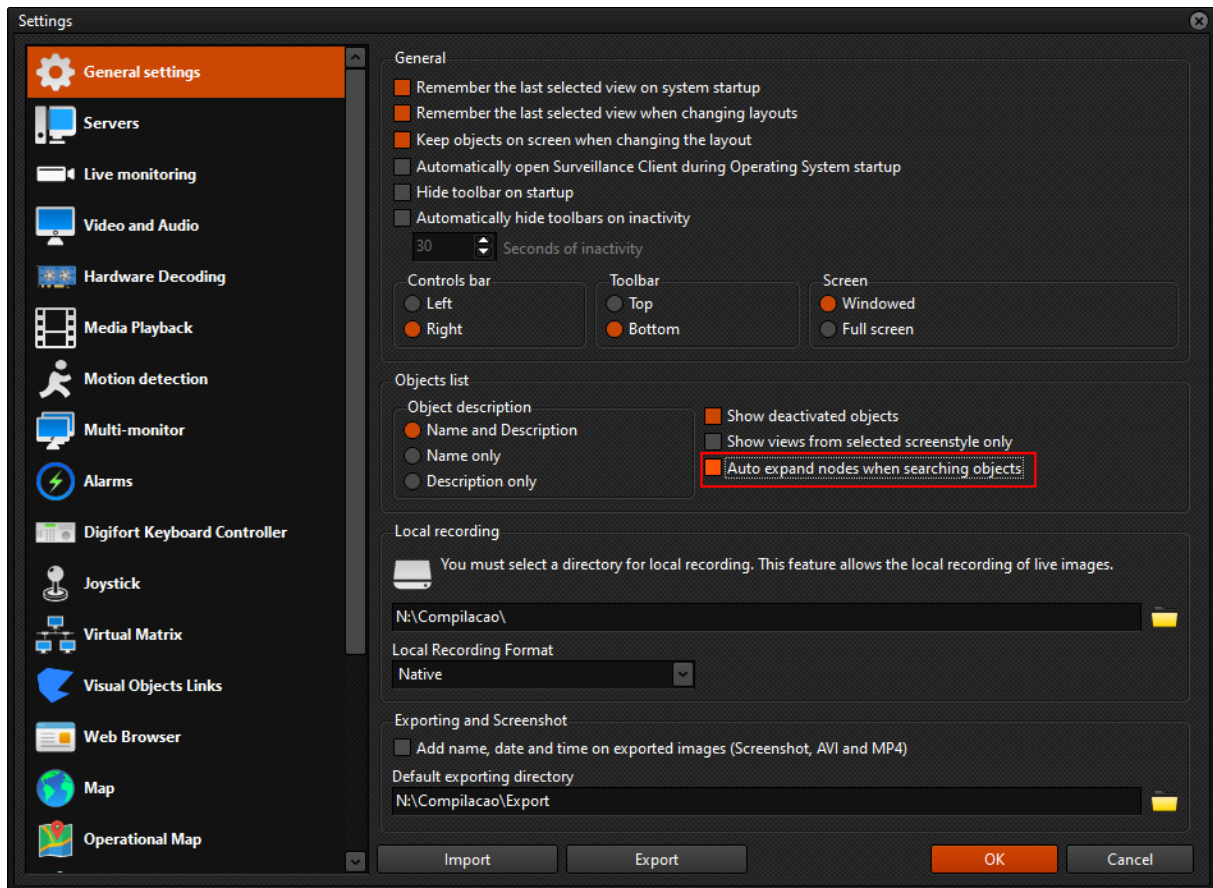 Settings
General settings
Servers
Live monitoring
Video and Audio
Hardware Decoding
Media Playback
Motion detection
Multi-monitor
Alarms
Digifort Keyboard Controller
Joystick
Virtual Matrix
Visual Objects Links
Web Browser
Map
Operational Map
General
Remember the last selected view on system startup
Remember the last selected view when changing layouts
Keep objects on screen when changing the layout
Automatically open Surveillance Client during Operating System startup
Hide toolbar on startup
Automatically hide toolbars on inactivity
30 Seconds of inactivity
Controls bar
Left
Right
Toolbar
Top
Bottom
Screen
Windowed
Full screen
Objects list
Object description
Name and Description
Name only
Description only
Show deactivated objects
Show views from selected screenstyle only
Auto expand nodes when searching objects
Local recording
You must select a directory for local recording. This feature allows the local recording of live images.
N:\Compilacao\
Local Recording Format
Native
Exporting and Screenshot
Add name, date and time on exported images (Screenshot, AVI and MP4)
Default exporting directory
N:\Compilacao\Export
Import Export OK Cancel